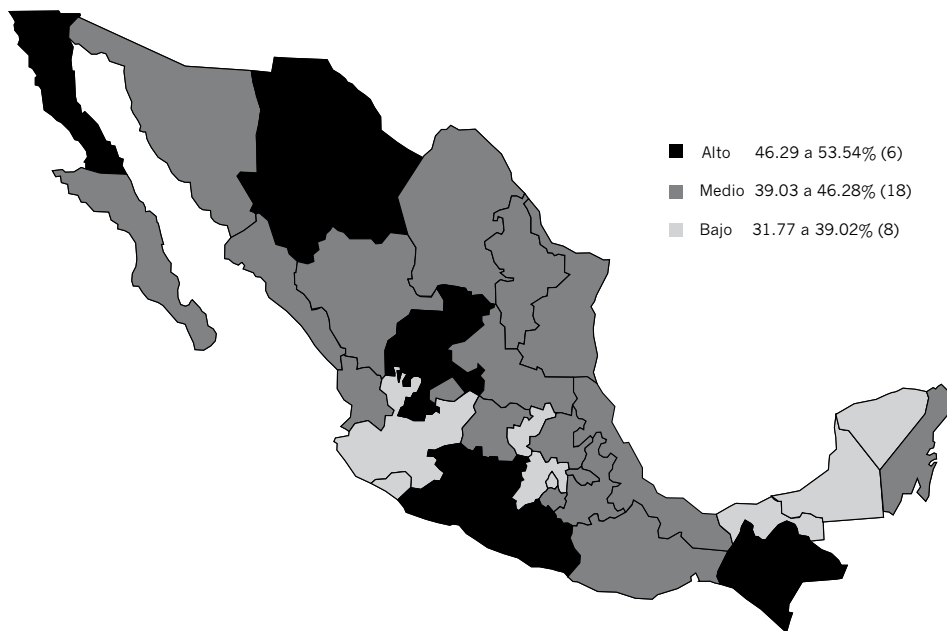 Alto 46.29 a 53.54% (6)
Medio 39.03 a 46.28% (18)
Bajo 31.77 a 39.02% (8)